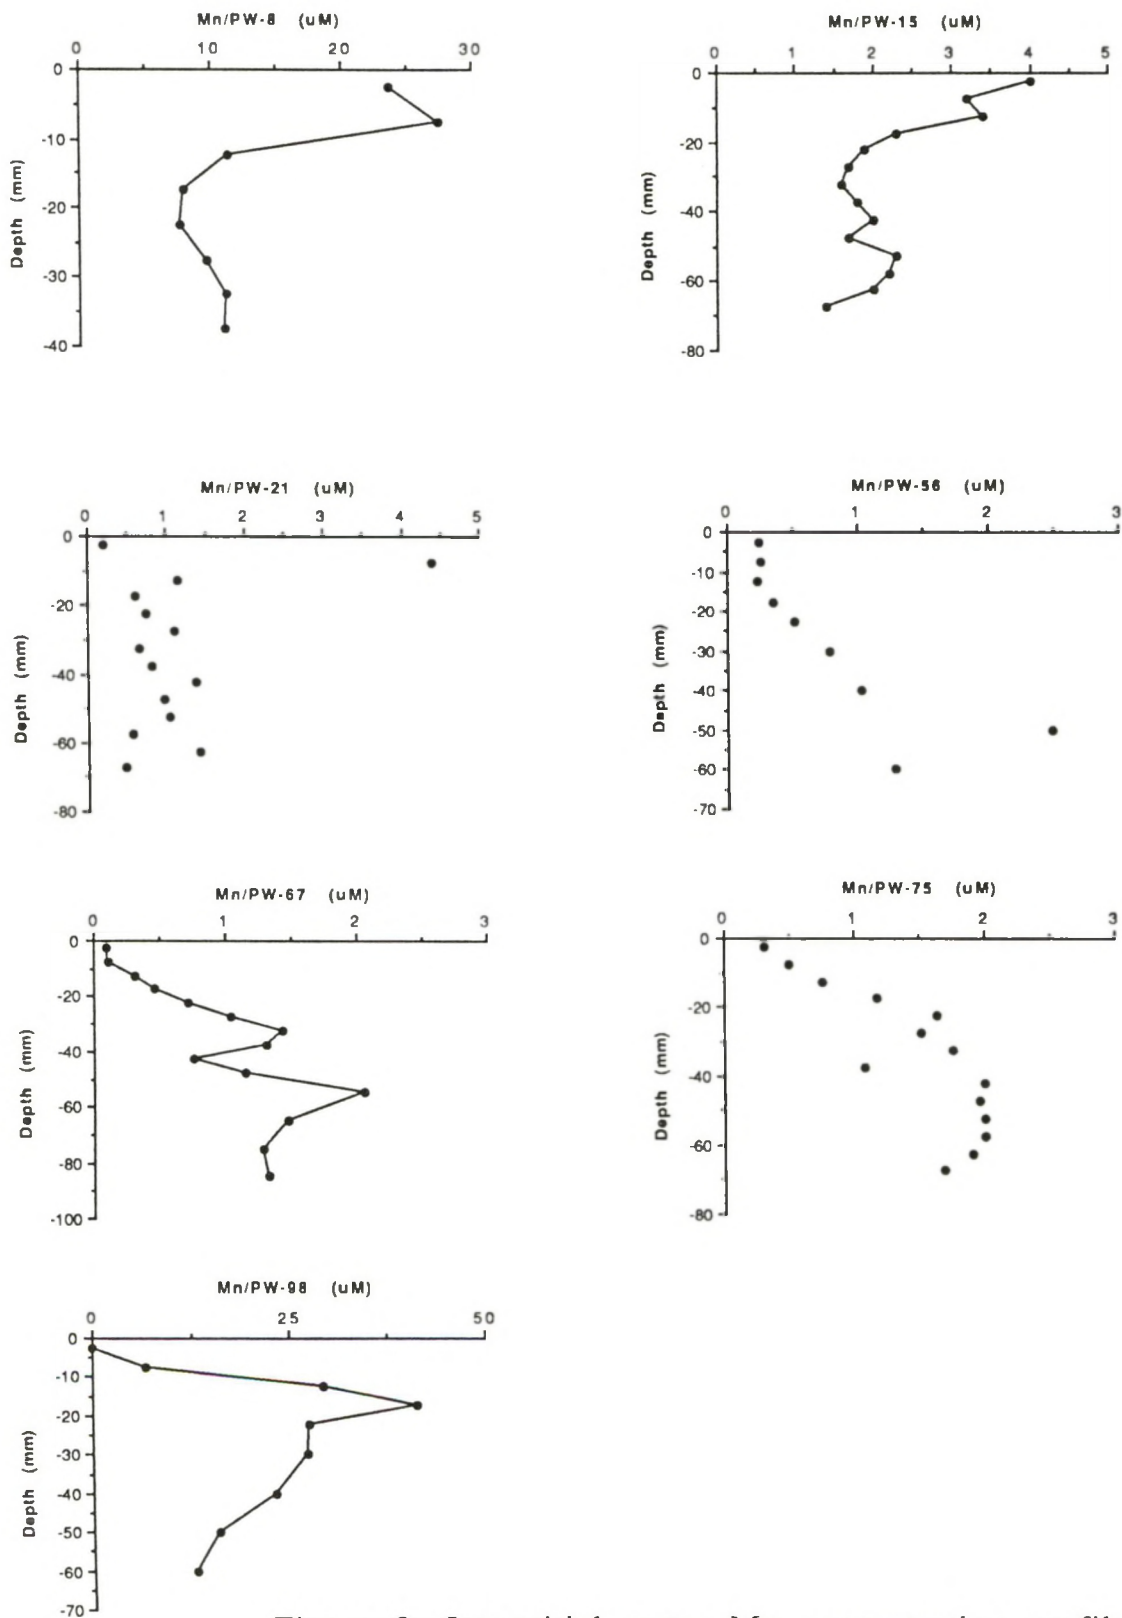 Mn/PW-8 (uM)
0 10 20 30
0
-10
-20
-30
-40
Depth (mm)
Mn/PW-15 (uM)
0 1 2 3 4 5
0
-20
-40
-60
-80
Depth (mm)
Mn/PW-21 (uM)
0 1 2 3 4 5
0
-20
-40
-60
-80
Depth (mm)
Mn/PW-56 (uM)
0 1 2 3
0
-10
-20
-30
-40
-50
-60
-70
Depth (mm)
Mn/PW-67 (uM)
0 1 2 3
0
-20
-40
-60
-80
-100
Depth (mm)
Mn/PW-75 (uM)
0 1 2 3
0
-20
-40
-60
-80
Depth (mm)
Mn/PW-98 (uM)
0 25 50
0
-10
-20
-30
-40
-50
-60
-70
Depth (mm)